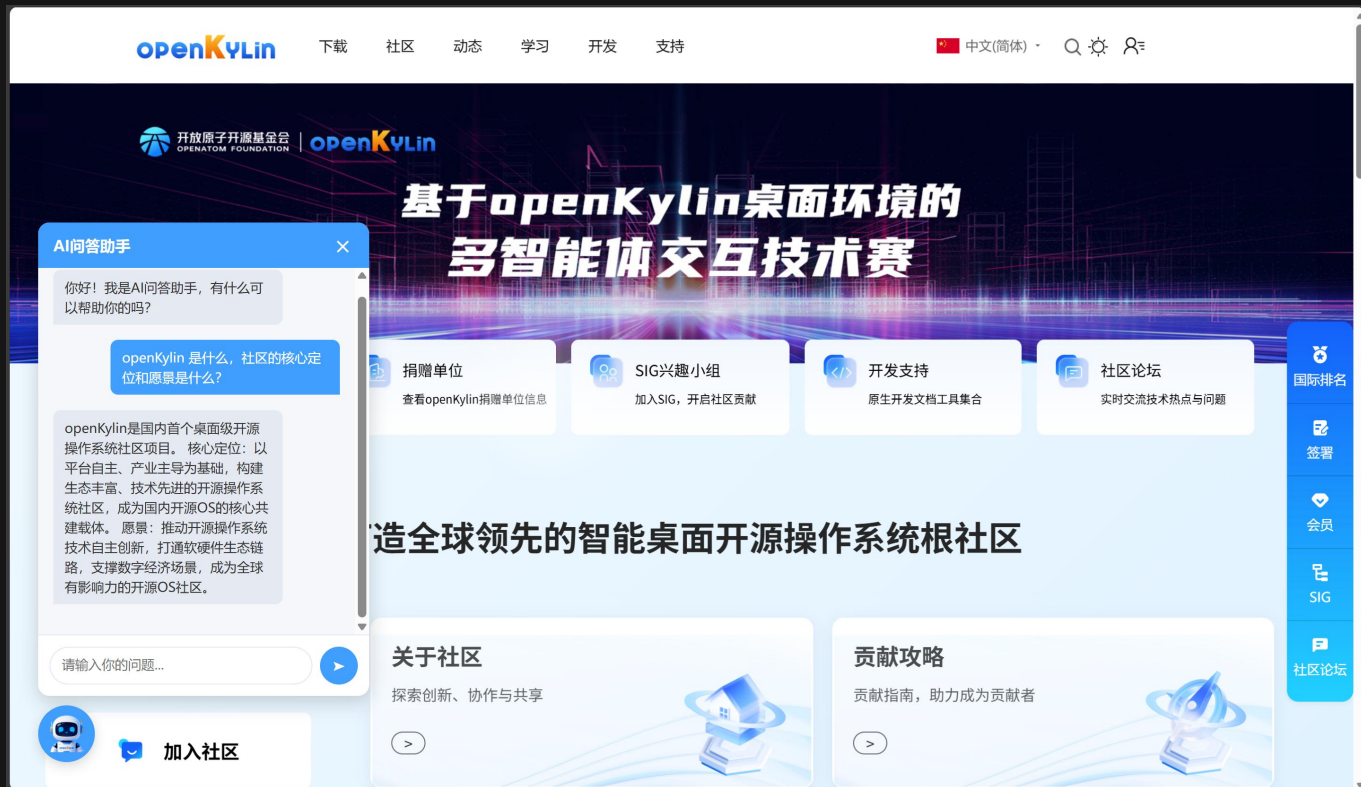 openKylin
下载 社区 动态 学习 开发 支持
中文(简体)
开放原子开源基金会
OPENATOM FOUNDATION
openKylin
基于openKylin桌面环境的
多智能体交互技术赛
AI问答助手
你好！我是AI问答助手，有什么可
以帮助你的吗？
openKylin 是什么，社区的核心定
位和愿景是什么？
openKylin是国内首个桌面级开源
操作系统社区项目。 核心定位：以
平台自主、产业主导为基础，构建
生态丰富、技术先进的开源操作系
统社区，成为国内开源OS的核心共
建载体。 愿景：推动开源操作系统
技术自主创新，打通软硬件生态链
路，支撑数字经济场景，成为全球
有影响力的开源OS社区。
请输入你的问题...
捐赠单位
查看openKylin捐赠单位信息
SIG兴趣小组
加入SIG，开启社区贡献
开发支持
原生开发文档工具集合
社区论坛
实时交流技术热点与问题
国际排名
签署
会员
SIG
社区论坛
造全球领先的智能桌面开源操作系统根社区
关于社区
探索创新、协作与共享
贡献攻略
贡献指南，助力成为贡献者
加入社区